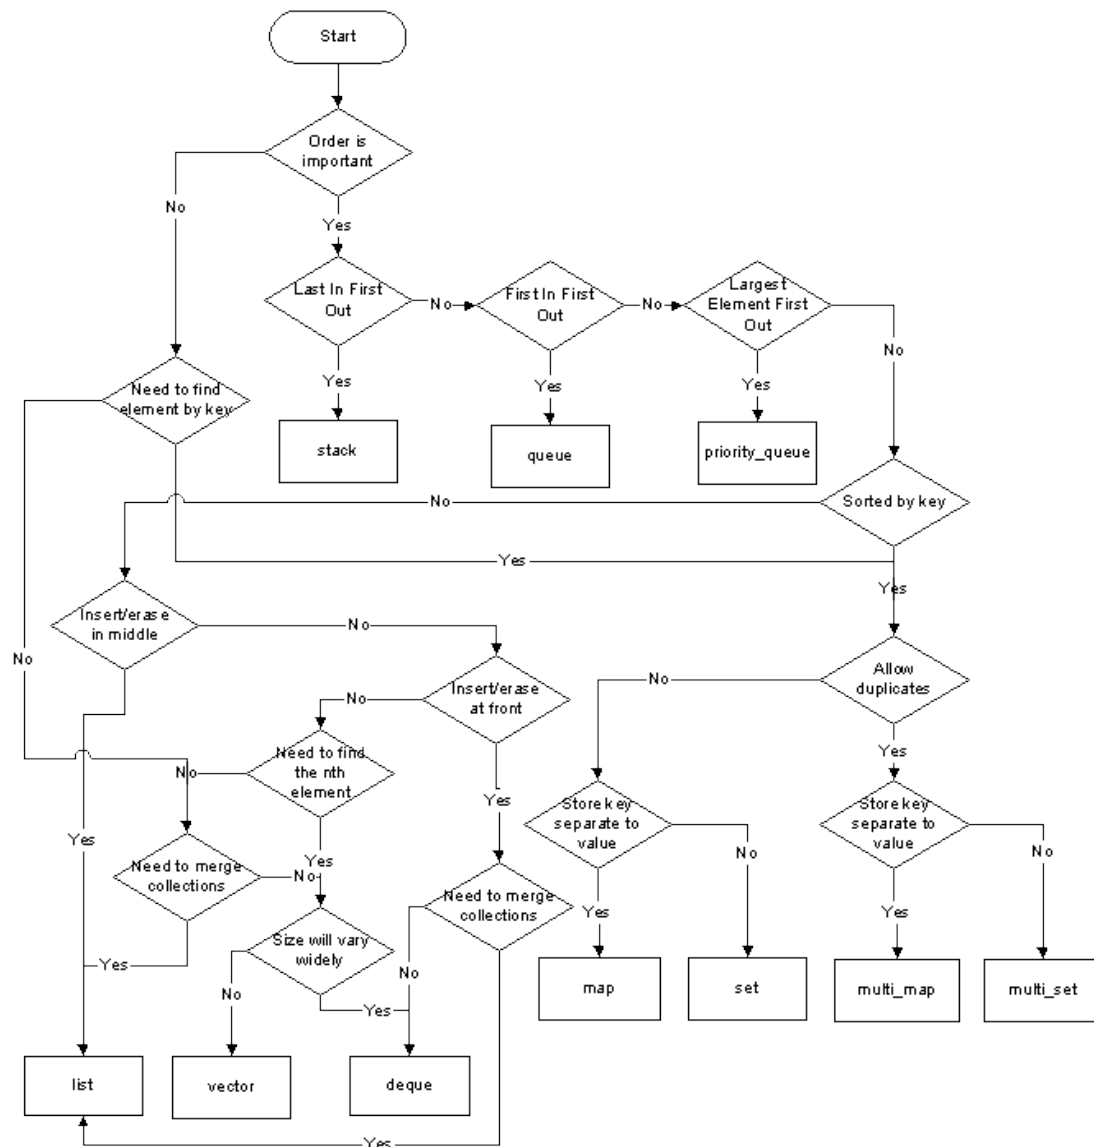 Start
Order is
important
No
Yes
Last In First
Out
No
First In First
Out
No
Largest
Element First
Out
No
Yes
Yes
Yes
Need to find
element by key
stack
queue
priority_queue
No
Sorted by key
Yes
Yes
Insert/erase
in middle
No
No
Insert/erase
at front
No
Allow
duplicates
No
Yes
Need to find
the nth
element
No
Yes
Store key
separate to
value
Store key
separate to
value
Yes
Yes
No
No
Need to merge
collections
No
Need to merge
collections
Yes
Yes
Size will vary
widely
Yes
No
No
Yes
map
set
multi_map
multi_set
list
vector
deque
Yes